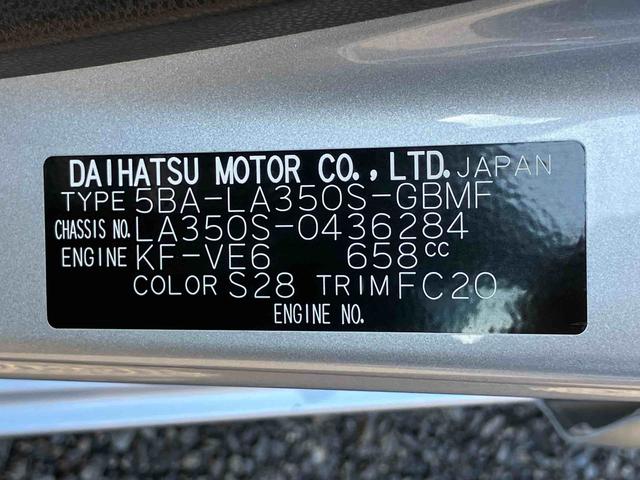 DAIHATSU MOTOR CO.,LTD. JAPAN
TYPE 5BA-LA350S-GBMF
CHASSIS NO. LA350S-0436284
ENGINE KF-VE6 658cc
COLOR S28 TRIM FC20
ENGINE NO.